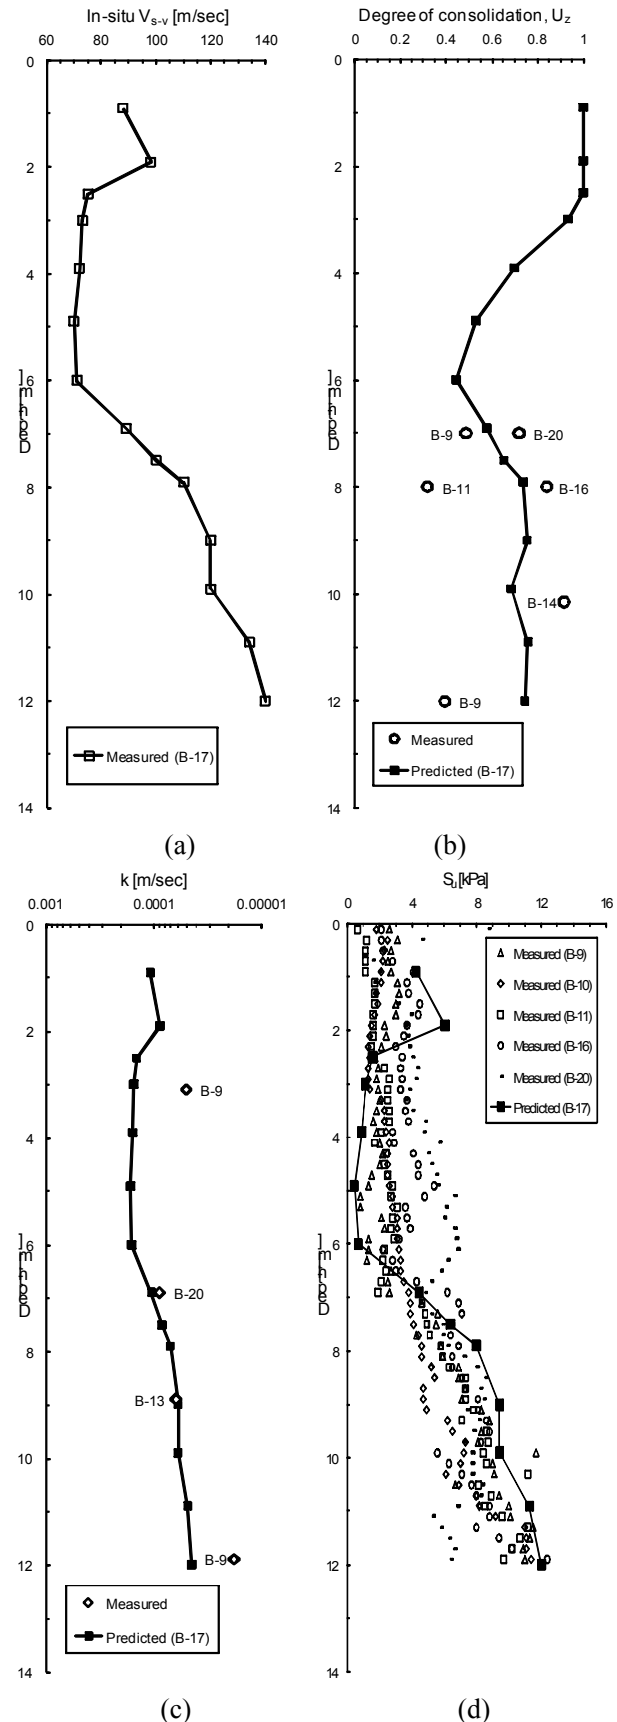 In-situ V s-v [m/sec]
60 80 100 120 140
0
2
4
6
8
10
12
14
Depth [m]
Measured (B-17)
(a)
Degree of consolidation, U z
0 0.2 0.4 0.6 0.8 1
0
2
4
6
8
10
12
14
Depth [m]
B-9
B-20
B-11
B-16
B-14
B-9
Measured
Predicted (B-17)
(b)
k [m/sec]
0.001 0.0001 0.00001
0
2
4
6
8
10
12
14
Depth [m]
B-9
B-20
B-13
B-9
Measured
Predicted (B-17)
(c)
S u [kPa]
0 4 8 12 16
0
2
4
6
8
10
12
14
Depth [m]
Measured (B-9)
Measured (B-10)
Measured (B-11)
Measured (B-16)
Measured (B-20)
Predicted (B-17)
(d)